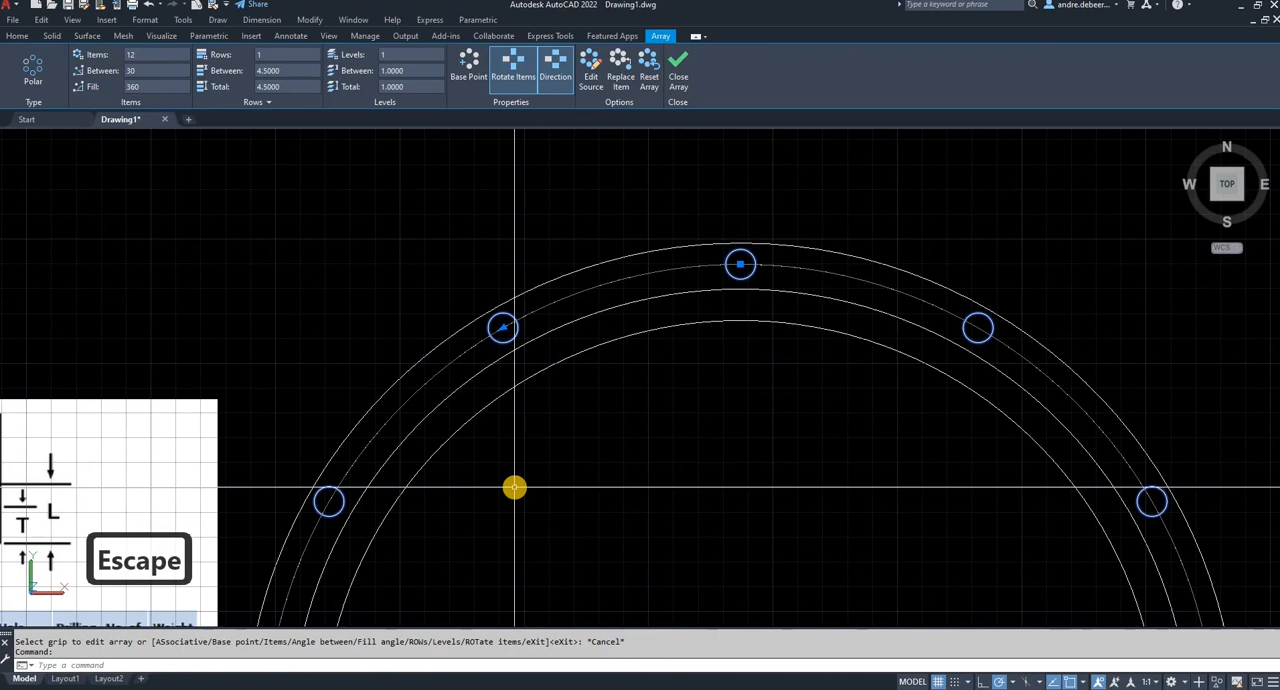 Autodesk AutoCAD 2022 Drawing1.dwg
Share
Type a keyword or phrase
andre.debeer...
File Edit View Insert Format Tools Draw Dimension Modify Window Help Express Parametric
Home Solid Surface Mesh Visualize Parametric Insert Annotate View Manage Output Add-ins Collaborate Express Tools Featured Apps Array
Items: 12 Rows: 1 Levels: 1
Between: 30 Between: 4.5000 Between: 1.0000
Fill: 360 Total: 4.5000 Total: 1.0000
Polar Base Point Rotate Items Direction Edit Source Replace Item Reset Array Close Array
Type Items Rows Levels Properties Options Close
Start Drawing1*
N
W TOP E
S
WCS
T L
Escape
Y
X
Select grip to edit array or [ASsociative/Base point/Items/Angle between/Fill angle/ROWs/Levels/ROTate items/eXit]<eXit>: *Cancel*
Command:
Type a command
Model Layout1 Layout2 +
MODEL 1:1